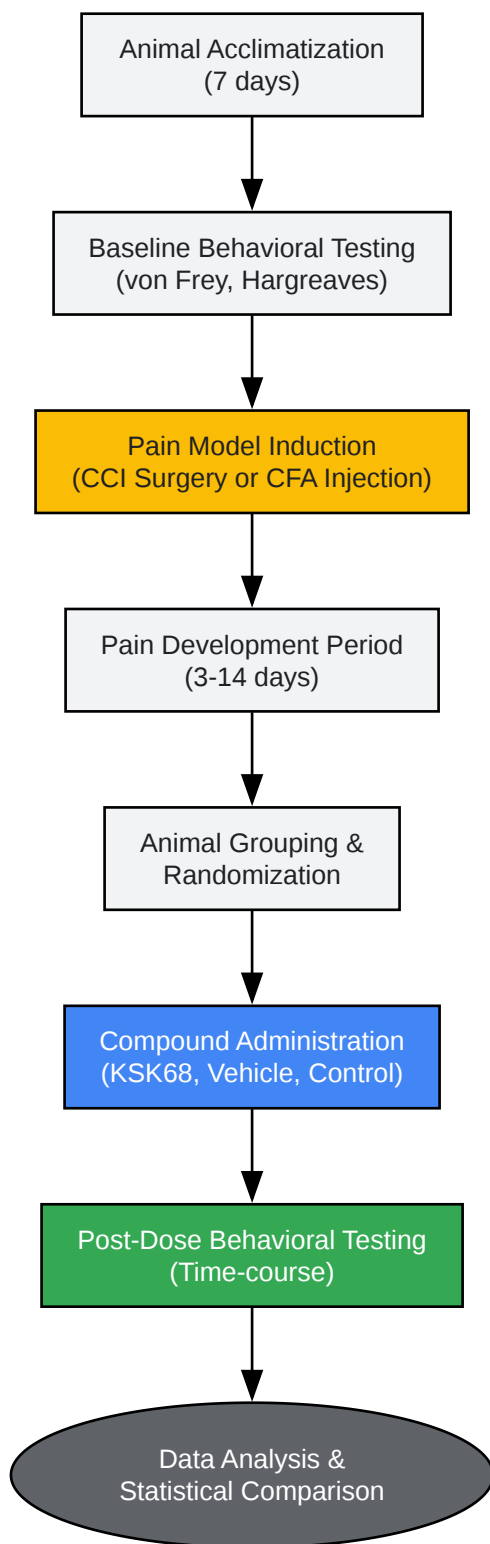 Animal Acclimatization
(7 days)
Baseline Behavioral Testing
(von Frey, Hargreaves)
Pain Model Induction
(CCI Surgery or CFA Injection)
Pain Development Period
(3-14 days)
Animal Grouping &
Randomization
Compound Administration
(KSK68, Vehicle, Control)
Post-Dose Behavioral Testing
(Time-course)
Data Analysis &
Statistical Comparison